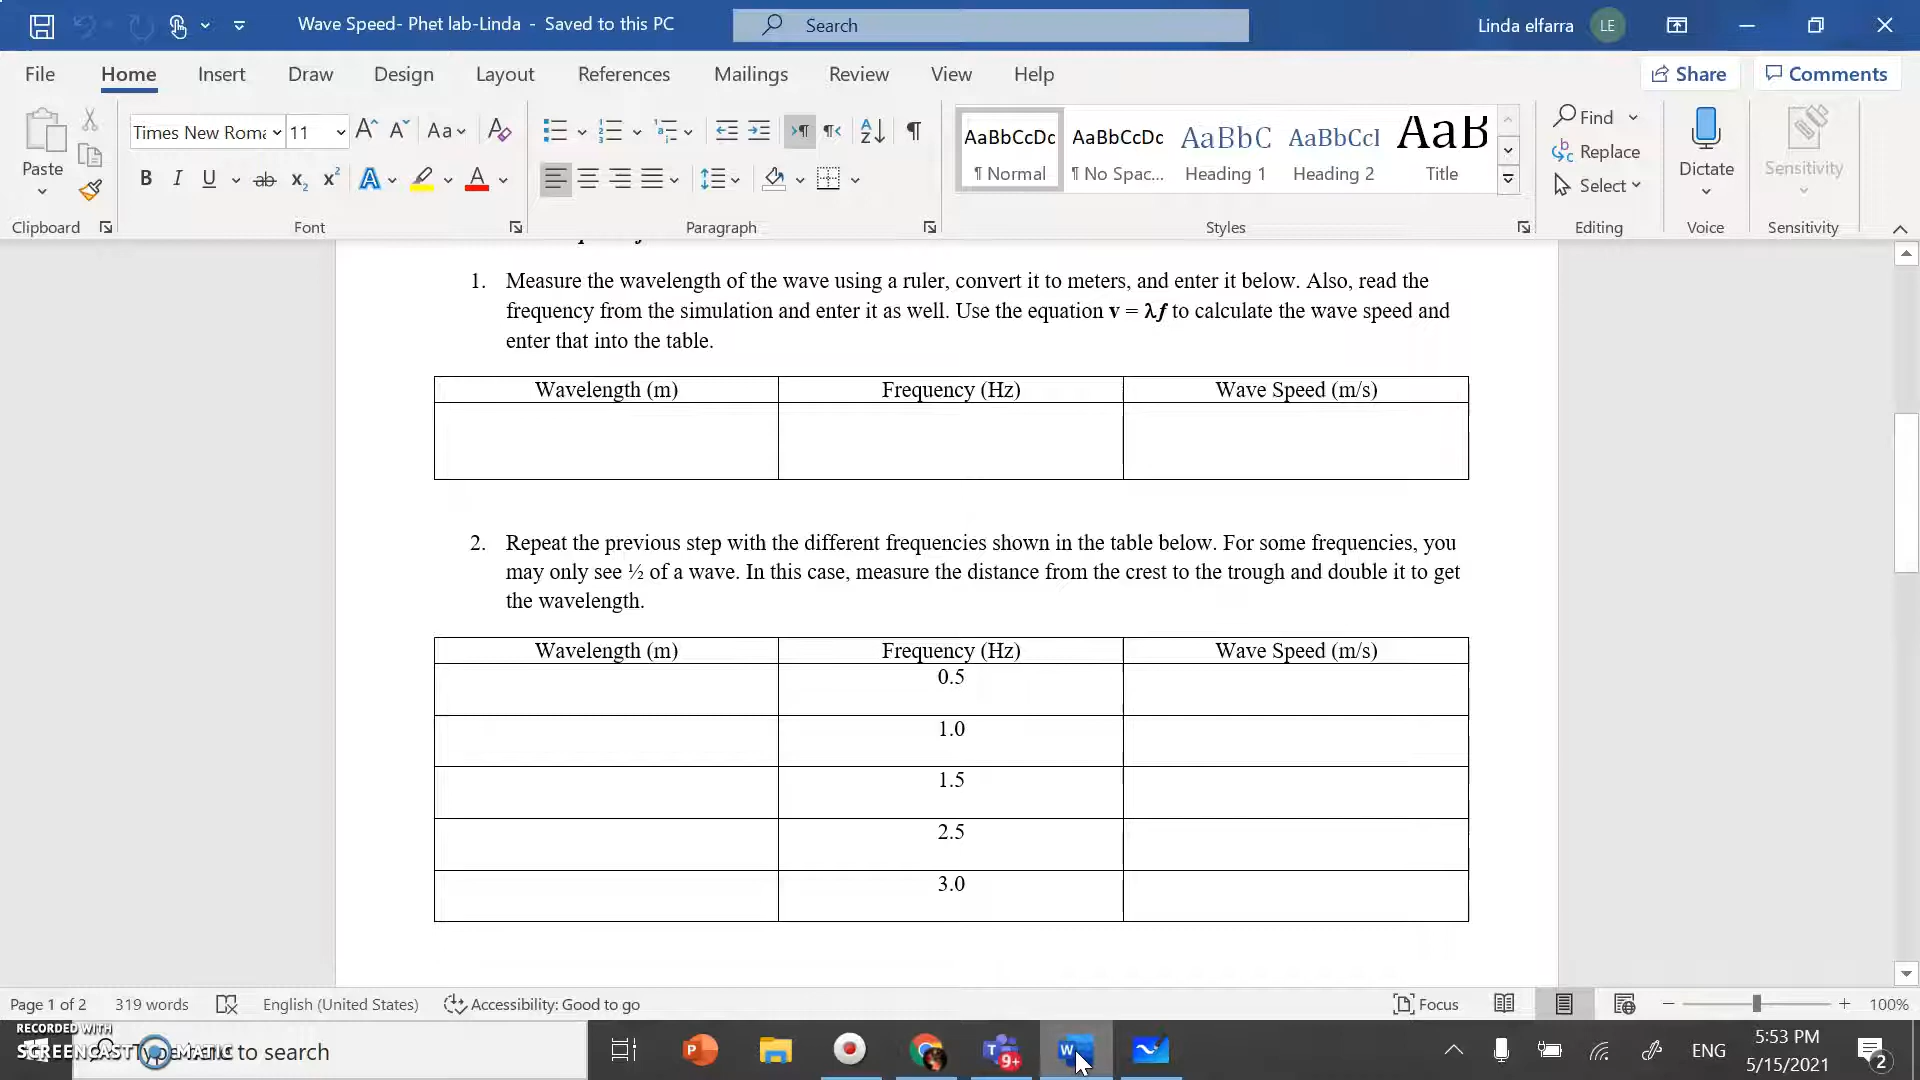 Wave Speed- Phet lab-Linda - Saved to this PC
Search
Linda elfarra
LE
File Home Insert Draw Design Layout References Mailings Review View Help
Share
Comments
Paste
Clipboard
Times New Roma
11
Font
Paragraph
AaBbCcDc AaBbCcDc AaBbC AaBbCcI AaB
¶ Normal ¶ No Spac... Heading 1 Heading 2 Title
Styles
Find
Replace
Select
Editing
Dictate
Voice
Sensitivity
Sensitivity
1. Measure the wavelength of the wave using a ruler, convert it to meters, and enter it below. Also, read the
frequency from the simulation and enter it as well. Use the equation v = λf to calculate the wave speed and
enter that into the table.
Wavelength (m) Frequency (Hz) Wave Speed (m/s)
2. Repeat the previous step with the different frequencies shown in the table below. For some frequencies, you
may only see ½ of a wave. In this case, measure the distance from the crest to the trough and double it to get
the wavelength.
Wavelength (m) Frequency (Hz) Wave Speed (m/s)
0.5
1.0
1.5
2.5
3.0
Page 1 of 2 319 words English (United States) Accessibility: Good to go
Focus
100%
RECORDED WITH
SCREENCAST MATIC
to search
9+
ENG
5:53 PM
5/15/2021
2